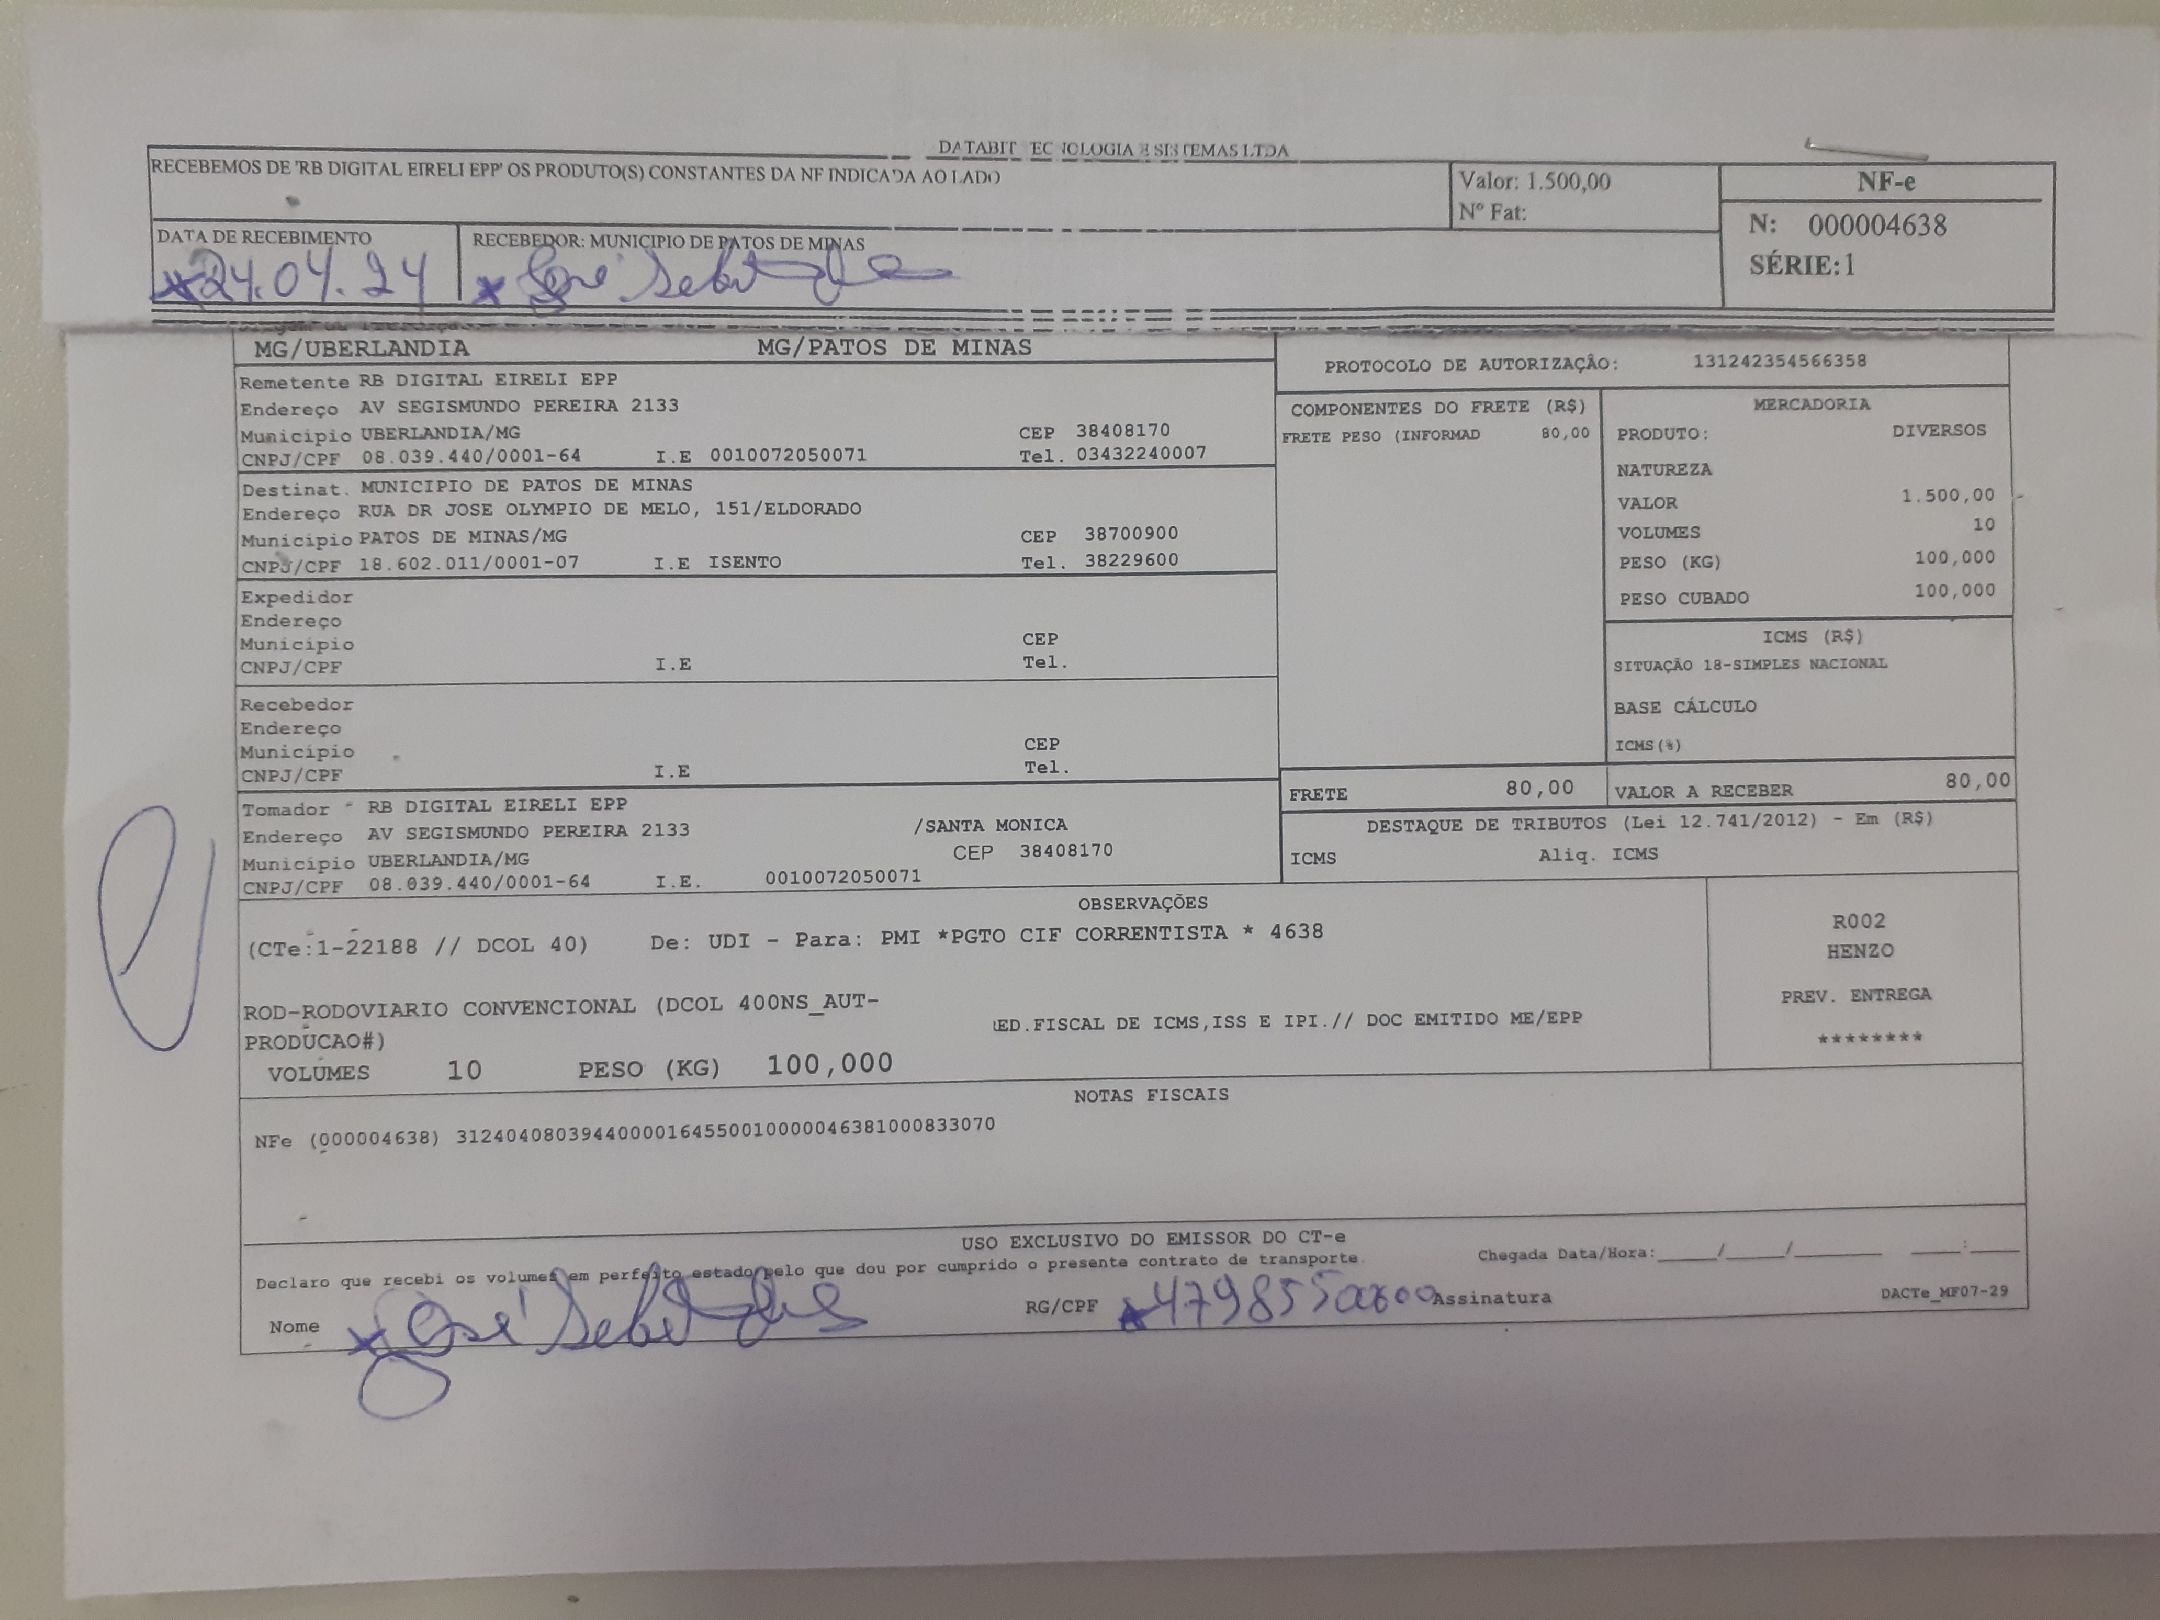 DATABIT TECNOLOGIA E SISTEMAS LTDA
RECEBEMOS DE 'RB DIGITAL EIRELI EPP' OS PRODUTO(S) CONSTANTES DA NF INDICADA AO LADO
Valor: 1.500,00
Nº Fat:
NF-e
N: 000004638
SÉRIE:1
DATA DE RECEBIMENTO
24.04.24
RECEBEDOR: MUNICIPIO DE PATOS DE MINAS
José
MG/UBERLANDIA MG/PATOS DE MINAS
PROTOCOLO DE AUTORIZAÇÃO: 131242354566358
Remetente RB DIGITAL EIRELI EPP
Endereço AV SEGISMUNDO PEREIRA 2133
Município UBERLANDIA/MG CEP 38408170
CNPJ/CPF 08.039.440/0001-64 I.E 0010072050071 Tel. 03432240007
Destinat. MUNICIPIO DE PATOS DE MINAS
Endereço RUA DR JOSE OLYMPIO DE MELO, 151/ELDORADO
Município PATOS DE MINAS/MG CEP 38700900
CNPJ/CPF 18.602.011/0001-07 I.E ISENTO Tel. 38229600
Expedidor
Endereço
Município CEP
CNPJ/CPF I.E Tel.
Recebedor
Endereço
Município CEP
CNPJ/CPF I.E Tel.
Tomador RB DIGITAL EIRELI EPP
Endereço AV SEGISMUNDO PEREIRA 2133 /SANTA MONICA
Município UBERLANDIA/MG CEP 38408170
CNPJ/CPF 08.039.440/0001-64 I.E. 0010072050071
COMPONENTES DO FRETE (R$)
FRETE PESO (INFORMAD 80,00
MERCADORIA
PRODUTO: DIVERSOS
NATUREZA
VALOR 1.500,00
VOLUMES 10
PESO (KG) 100,000
PESO CUBADO 100,000
ICMS (R$)
SITUAÇÃO 18-SIMPLES NACIONAL
BASE CÁLCULO
ICMS(%)
FRETE 80,00 VALOR A RECEBER 80,00
DESTAQUE DE TRIBUTOS (Lei 12.741/2012) - Em (R$)
ICMS Aliq. ICMS
OBSERVAÇÕES
(CTe:1-22188 // DCOL 40) De: UDI - Para: PMI *PGTO CIF CORRENTISTA * 4638
ROD-RODOVIARIO CONVENCIONAL (DCOL 400NS_AUT-
PRODUCAO#)
ED.FISCAL DE ICMS,ISS E IPI.// DOC EMITIDO ME/EPP
VOLUMES 10 PESO (KG) 100,000
R002
HENZO
PREV. ENTREGA
********
NOTAS FISCAIS
NFe (000004638) 31240408039440000164550010000046381000833070
USO EXCLUSIVO DO EMISSOR DO CT-e
Declaro que recebi os volumes em perfeito estado pelo que dou por cumprido o presente contrato de transporte.
Chegada Data/Hora:_____/_____/________ _____:_____
Nome José
RG/CPF Assinatura
DACTe_MF07-29